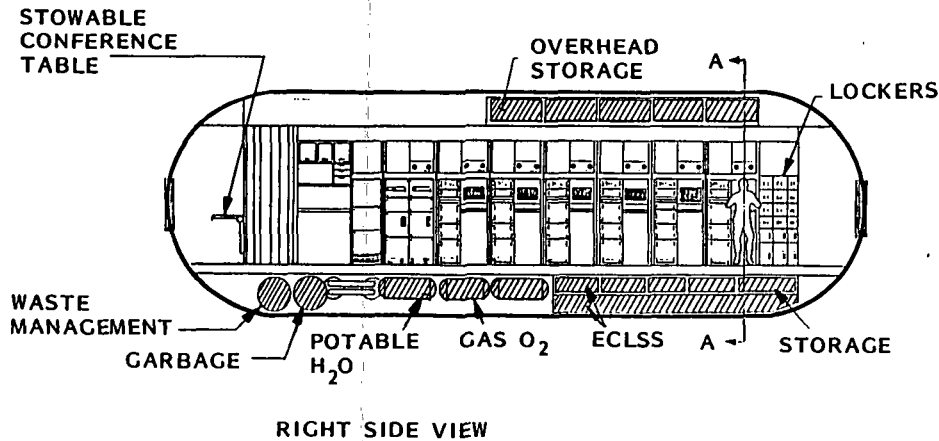 STOWABLE
CONFERENCE
TABLE
OVERHEAD
STORAGE
A
LOCKERS
WASTE
MANAGEMENT
GARBAGE
POTABLE
H₂O
GAS O₂
ECLSS
A
STORAGE
RIGHT SIDE VIEW